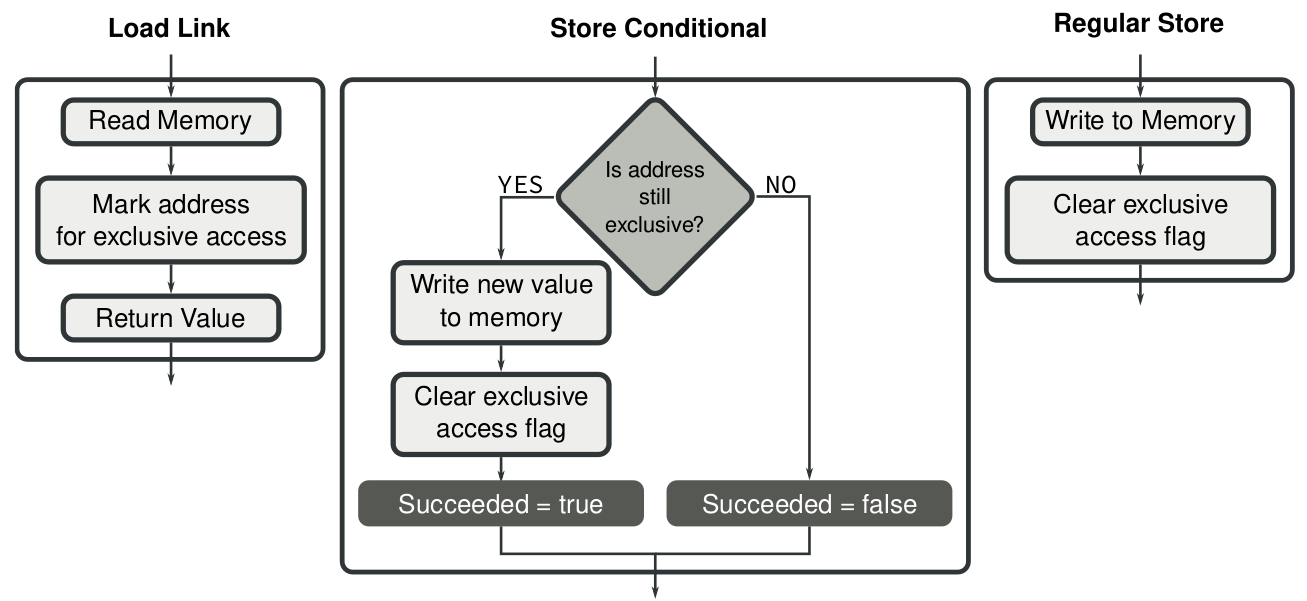 Load Link
Read Memory
Mark address
for exclusive access
Return Value
Store Conditional
Is address
still
exclusive?
YES
NO
Write new value
to memory
Clear exclusive
access flag
Succeeded = true
Succeeded = false
Regular Store
Write to Memory
Clear exclusive
access flag